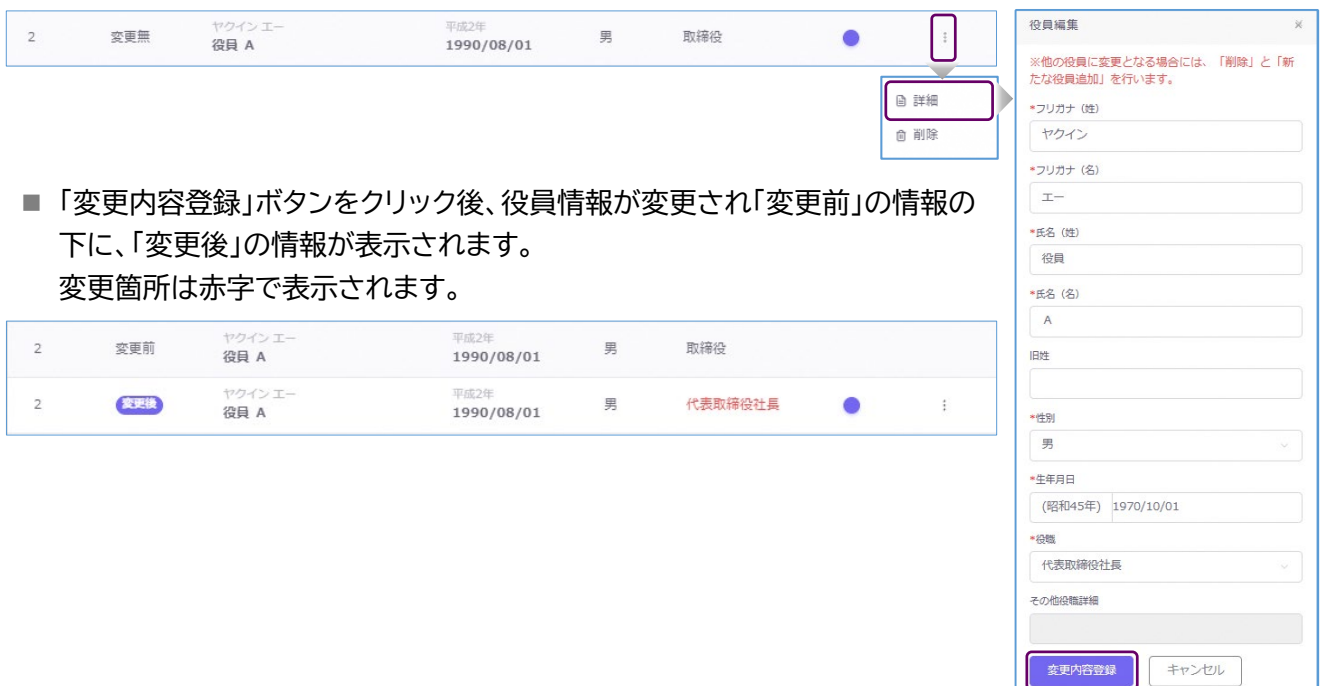 2 変更無 ヤクイン エー 平成2年 男 取締役
役員 A 1990/08/01
詳細
削除
■ 「変更内容登録」ボタンをクリック後、役員情報が変更され「変更前」の情報の
下に、「変更後」の情報が表示されます。
変更箇所は赤字で表示されます。
2 変更前 ヤクイン エー 平成2年 男 取締役
役員 A 1990/08/01
2 変更後 ヤクイン エー 平成2年 男 代表取締役社長
役員 A 1990/08/01
役員編集 ×
※他の役員に変更となる場合には、「削除」と「新
たな役員追加」を行います。
*フリガナ（姓）
ヤクイン
*フリガナ（名）
エー
*氏名（姓）
役員
*氏名（名）
A
旧姓
*性別
男
*生年月日
(昭和45年) 1970/10/01
*役職
代表取締役社長
その他役職詳細
変更内容登録 キャンセル